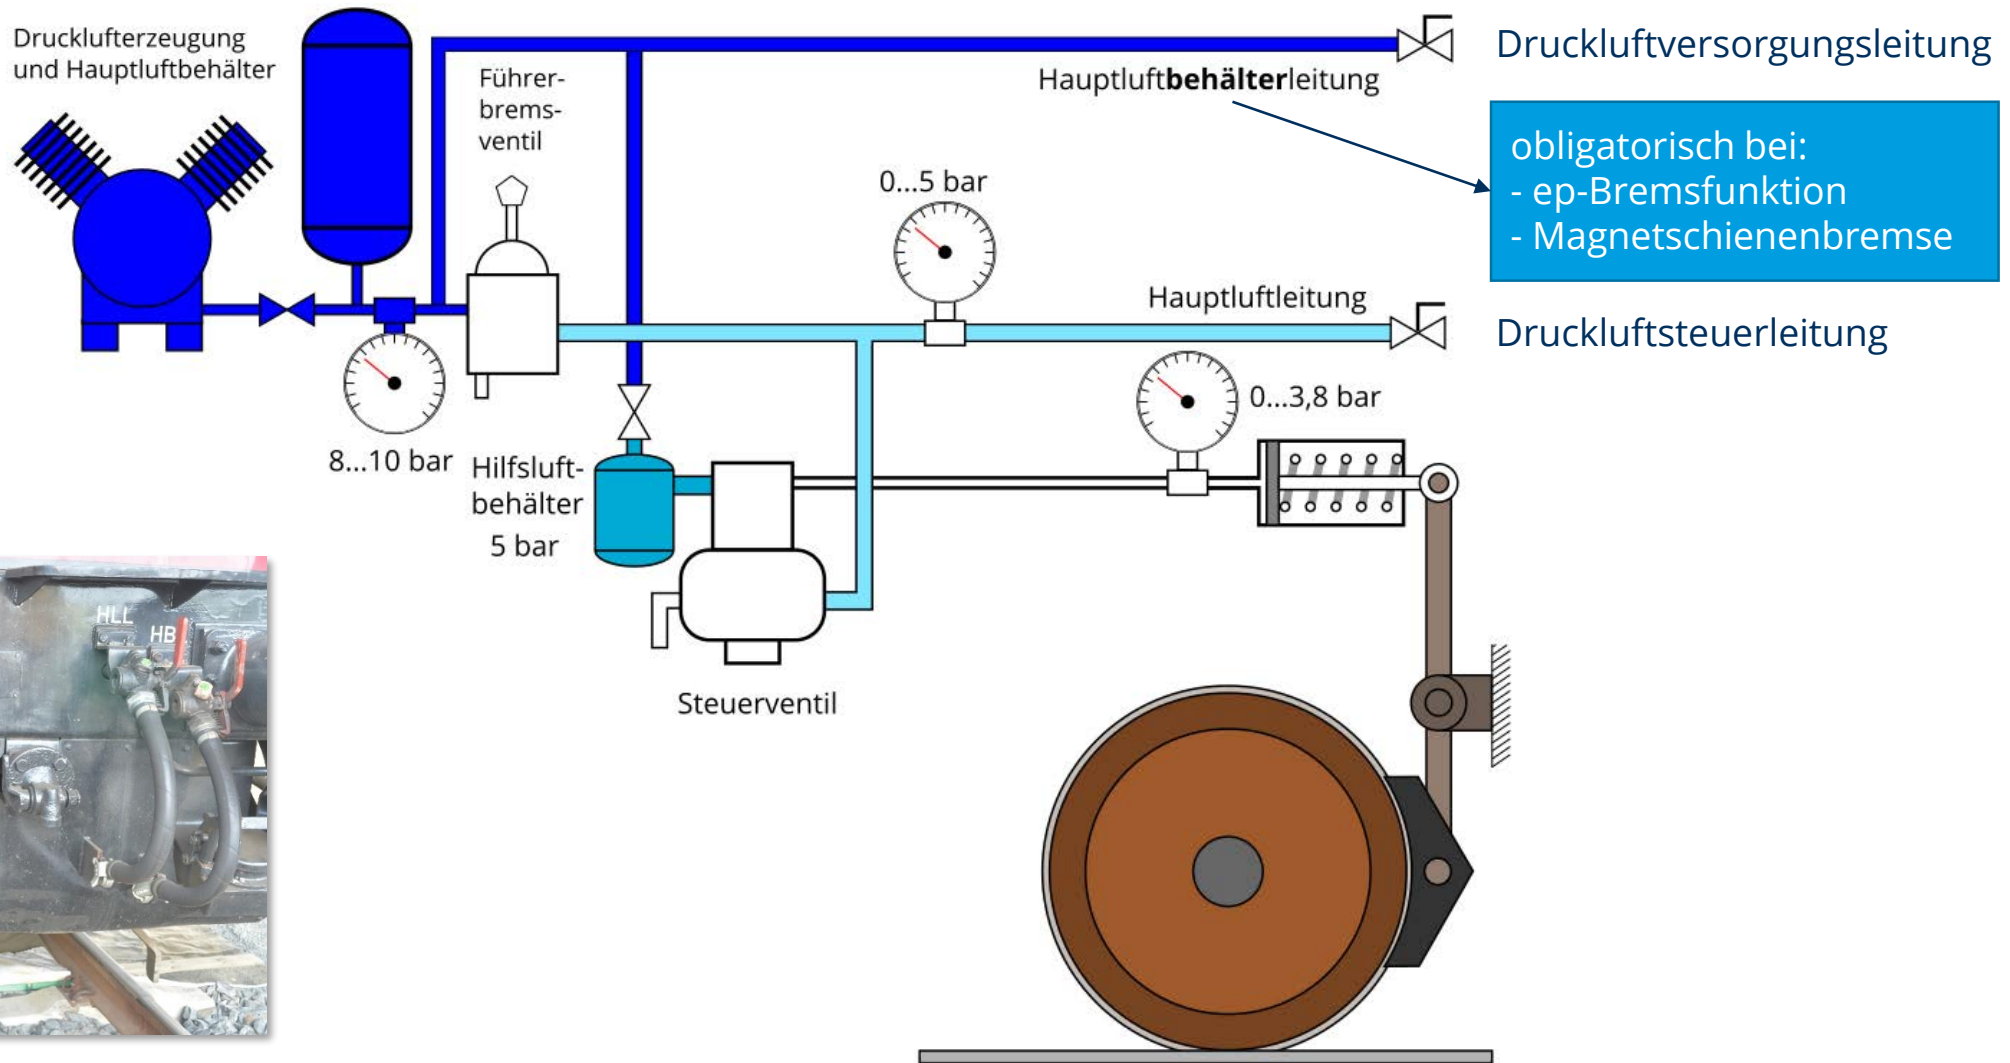 Drucklufterzeugung
und Hauptluftbehälter
Führer-
brems-
ventil
Hauptluftbehälterleitung
Druckluftversorgungsleitung
obligatorisch bei:
- ep-Bremsfunktion
- Magnetschienenbremse
0...5 bar
Hauptluftleitung
Druckluftsteuerleitung
8...10 bar
0...3,8 bar
Hilfsluft-
behälter
5 bar
Steuerventil
HLL
HB